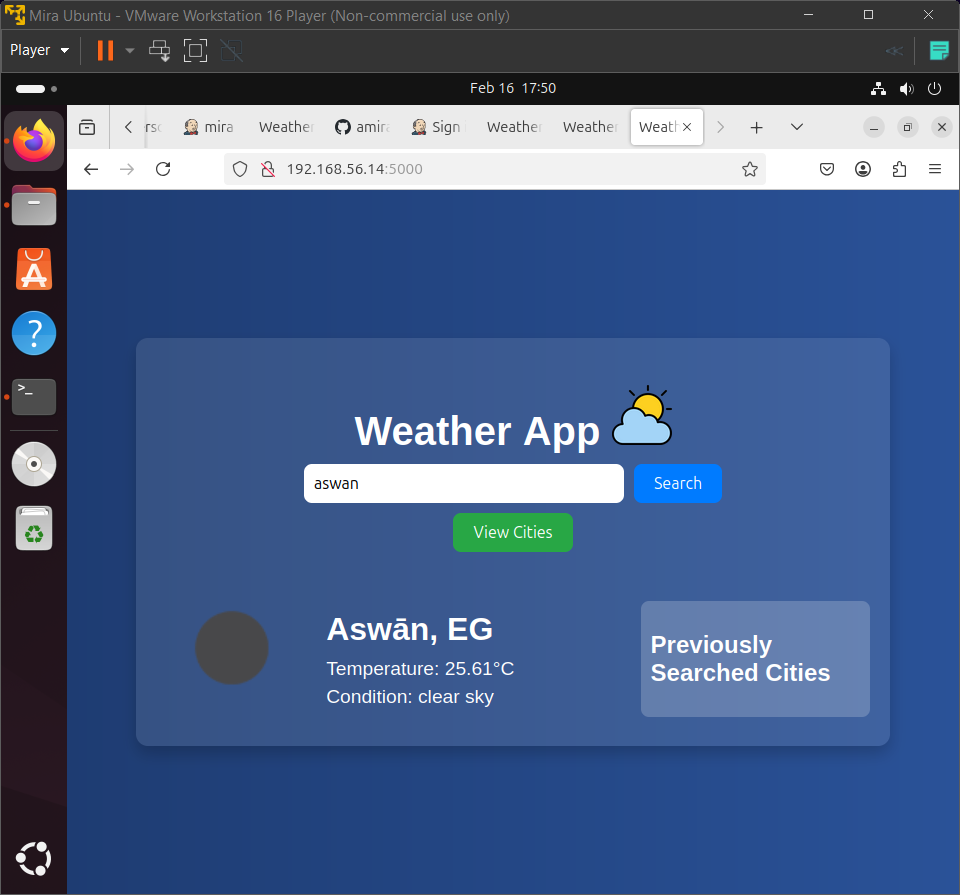 Mira Ubuntu - VMware Workstation 16 Player (Non-commercial use only)
Player
Feb 16 17:50
mira
Weather
amira
Sign
Weather
Weather
Weath
192.168.56.14:5000
Weather App
aswan
Search
View Cities
Aswān, EG
Temperature: 25.61°C
Condition: clear sky
Previously
Searched Cities